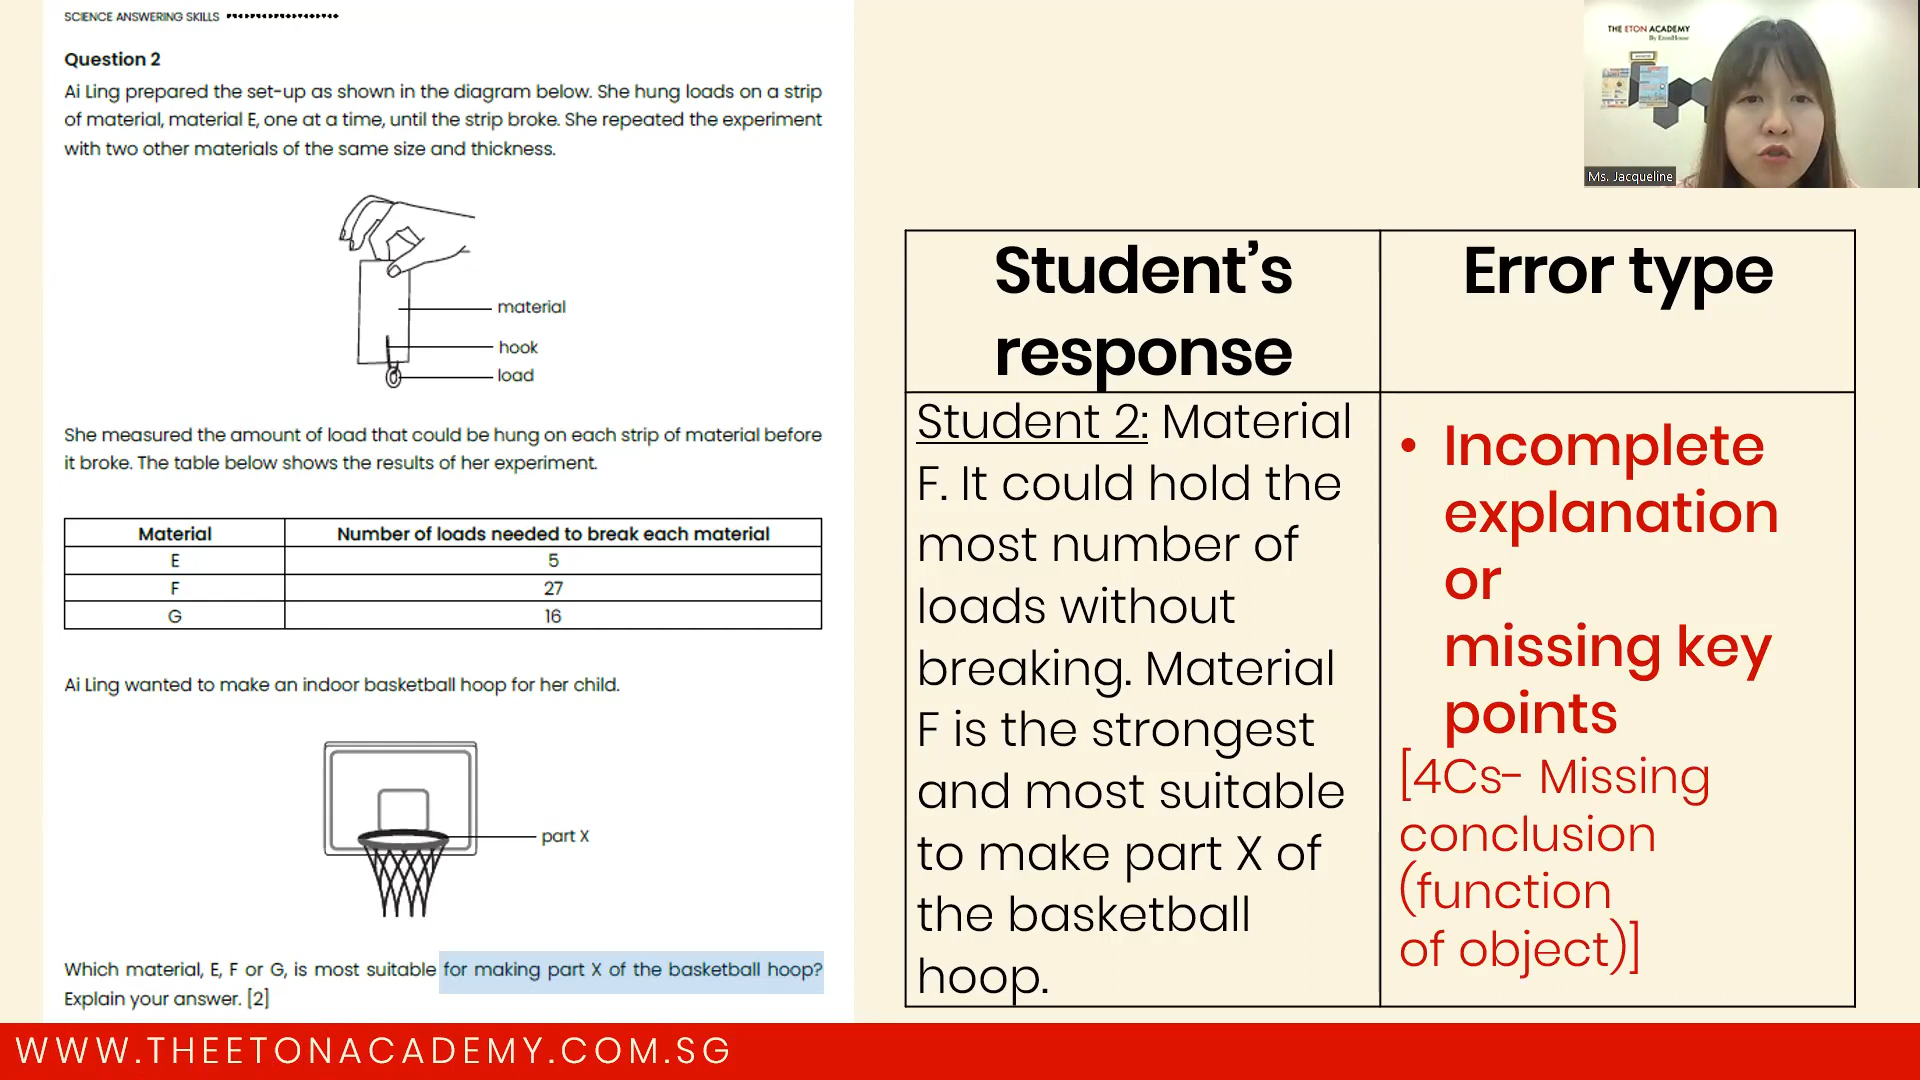 SCIENCE ANSWERING SKILLS
Question 2
Ai Ling prepared the set-up as shown in the diagram below. She hung loads on a strip
of material, material E, one at a time, until the strip broke. She repeated the experiment
with two other materials of the same size and thickness.
material
hook
load
She measured the amount of load that could be hung on each strip of material before
it broke. The table below shows the results of her experiment.
Material Number of loads needed to break each material
E 5
F 27
G 16
Ai Ling wanted to make an indoor basketball hoop for her child.
part X
Which material, E, F or G, is most suitable for making part X of the basketball hoop?
Explain your answer. [2]
THE ETON ACADEMY
By EtonHouse
Ms. Jacqueline
Student's
response
Error type
Student 2: Material
F. It could hold the
most number of
loads without
breaking. Material
F is the strongest
and most suitable
to make part X of
the basketball
hoop.
• Incomplete
explanation
or
missing key
points
[4Cs- Missing
conclusion
(function
of object)]
WWW.THEETONACADEMY.COM.SG